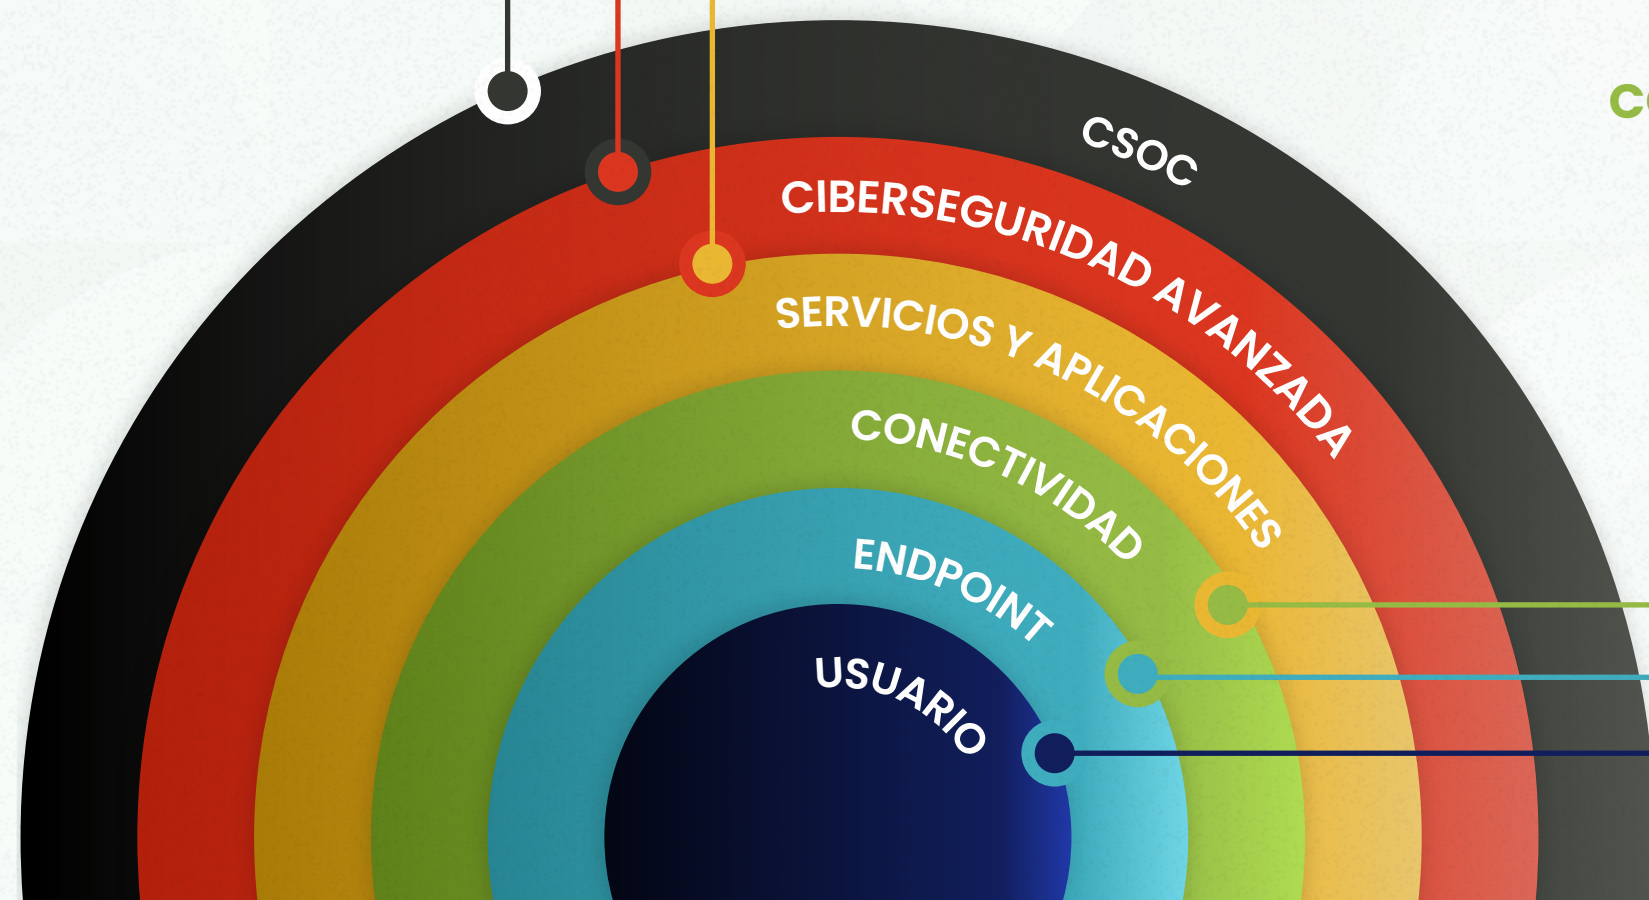 CSOC
CIBERSEGURIDAD AVANZADA
SERVICIOS Y APLICACIONES
CONECTIVIDAD
ENDPOINT
USUARIO